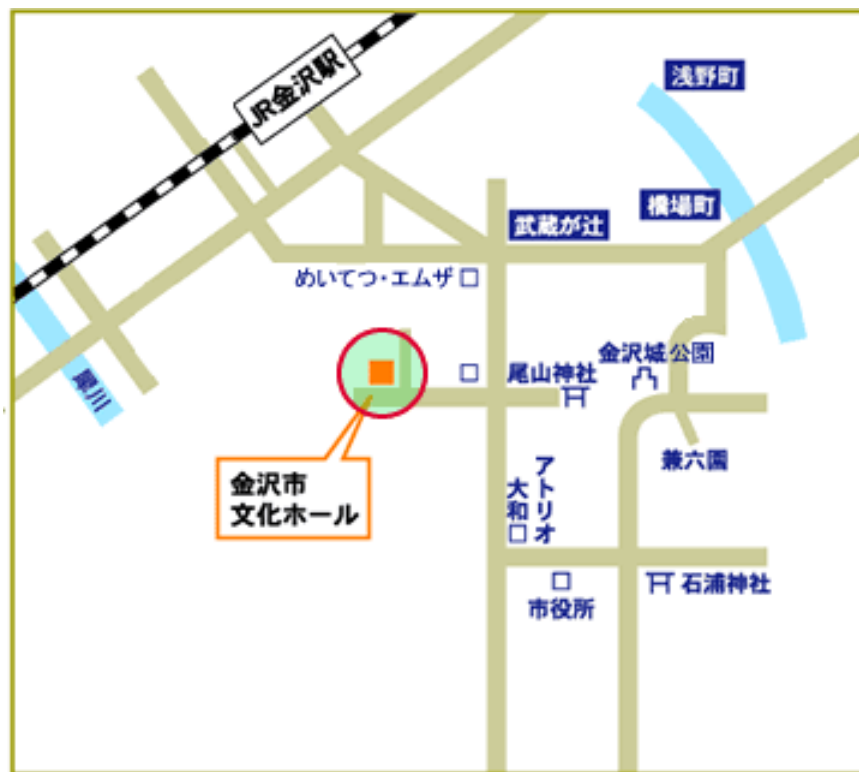 JR金沢駅
浅野町
橋場町
武蔵が辻
めいてつ・エムザ
犀川
尾山神社
金沢城公園
兼六園
金沢市
文化ホール
アトリオ
大和
市役所
石浦神社